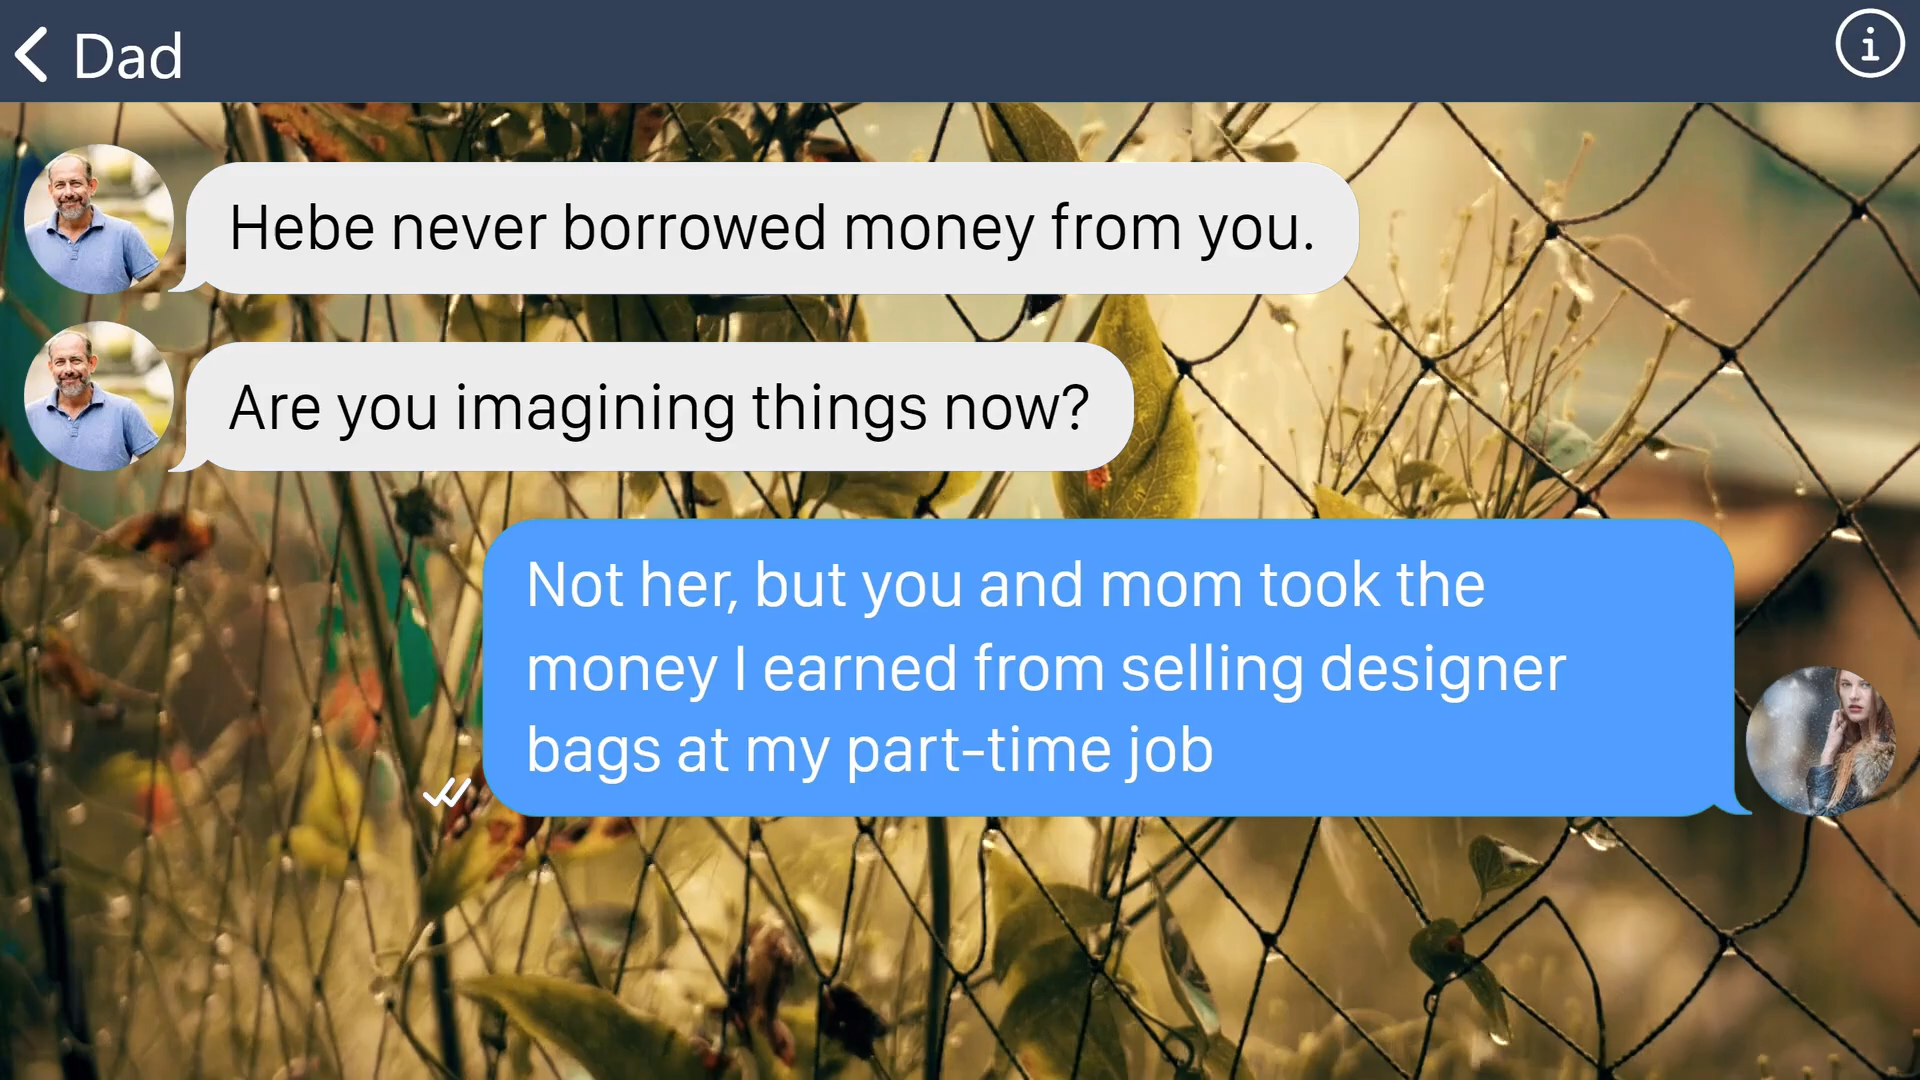 Dad
Hebe never borrowed money from you.
Are you imagining things now?
Not her, but you and mom took the
money I earned from selling designer
bags at my part-time job